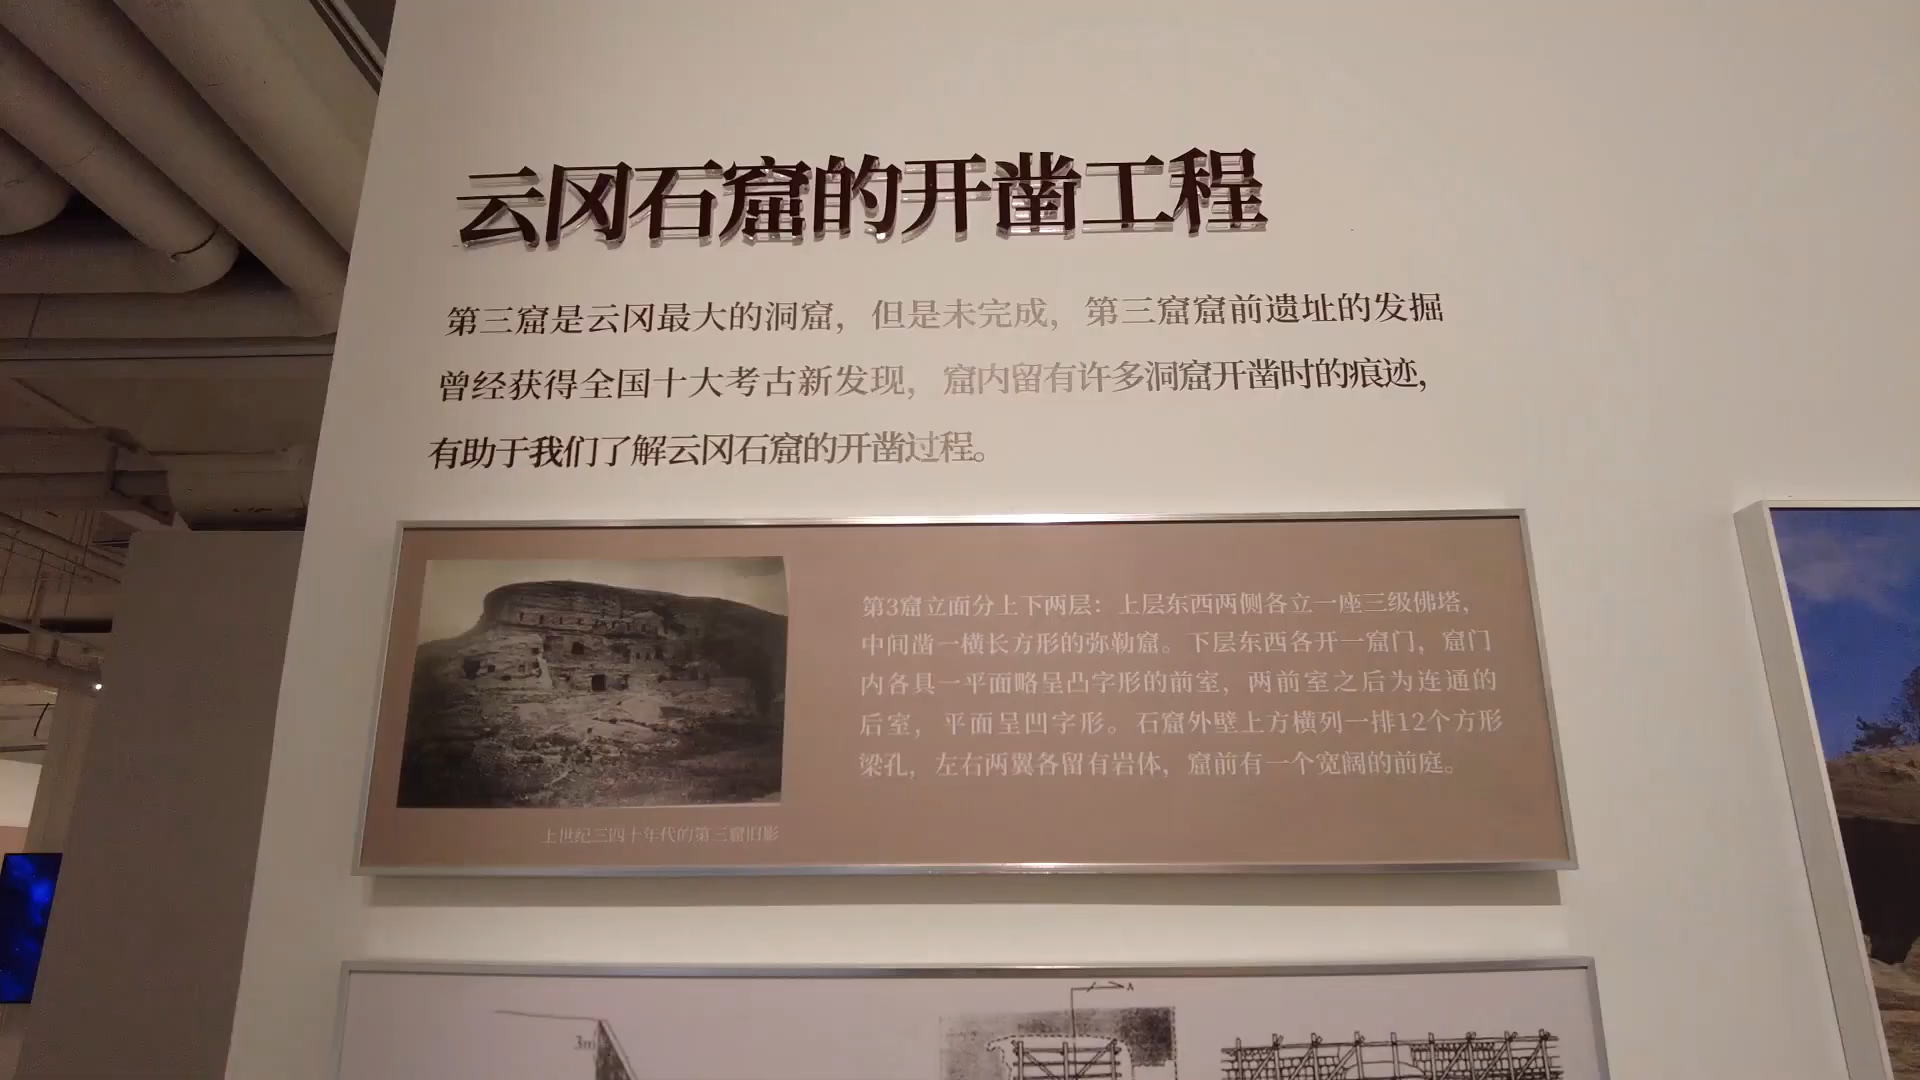 云冈石窟的开凿工程
第三窟是云冈最大的洞窟，但是未完成，第三窟窟前遗址的发掘
曾经获得全国十大考古新发现，窟内留有许多洞窟开凿时的痕迹，
有助于我们了解云冈石窟的开凿过程。
第3窟立面分上下两层：上层东西两侧各立一座三级佛塔，
中间凿一横长方形的弥勒窟。下层东西各开一窟门，窟门
内各具一平面略呈凸字形的前室，两前室之后为连通的
后室，平面呈凹字形。石窟外壁上方横列一排12个方形
梁孔，左右两翼各留有岩体，窟前有一个宽阔的前庭。
上世纪三四十年代的第三窟旧影
3m
A